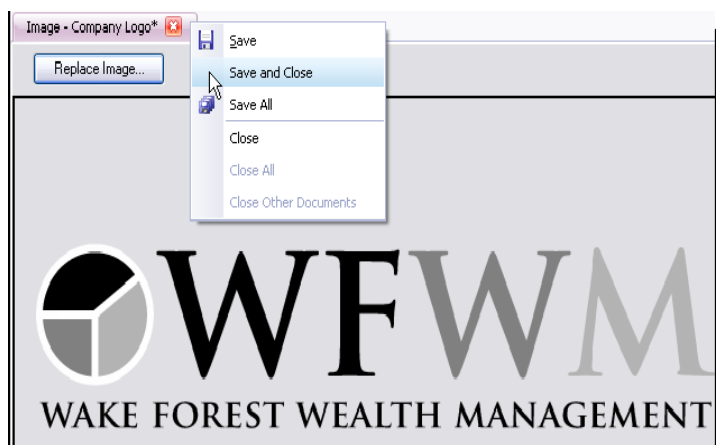 Image - Company Logo*
Replace Image...
Save
Save and Close
Save All
Close
Close All
Close Other Documents
WFWM
WAKE FOREST WEALTH MANAGEMENT